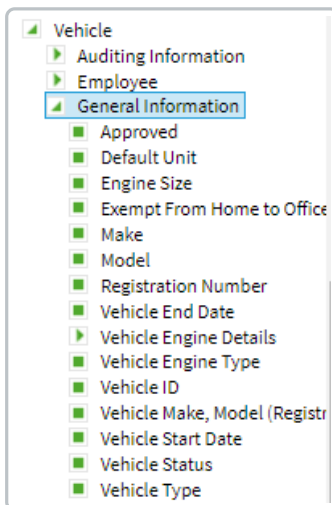 Vehicle
Auditing Information
Employee
General Information
Approved
Default Unit
Engine Size
Exempt From Home to Office
Make
Model
Registration Number
Vehicle End Date
Vehicle Engine Details
Vehicle Engine Type
Vehicle ID
Vehicle Make, Model (Registr
Vehicle Start Date
Vehicle Status
Vehicle Type